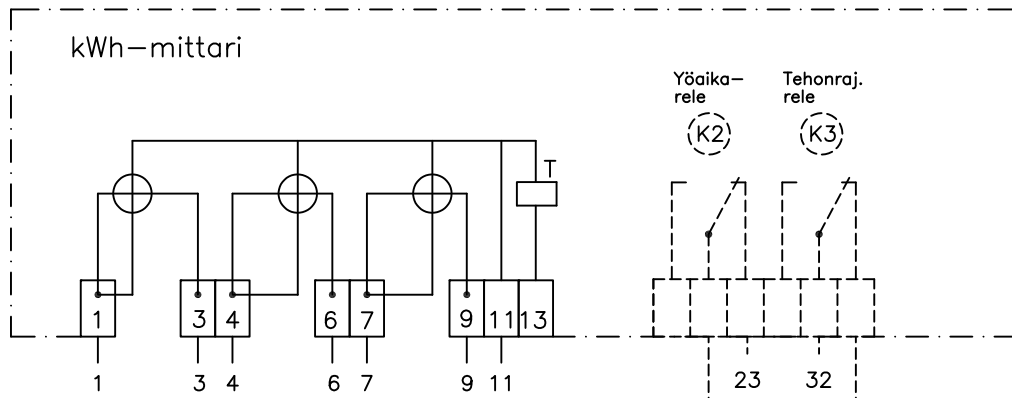 kWh-mittari
Yöaika- Tehonraj.
rele rele
K2 K3
T
1 3 4 6 7 9 11 13
1 3 4 6 7 9 11 23 32